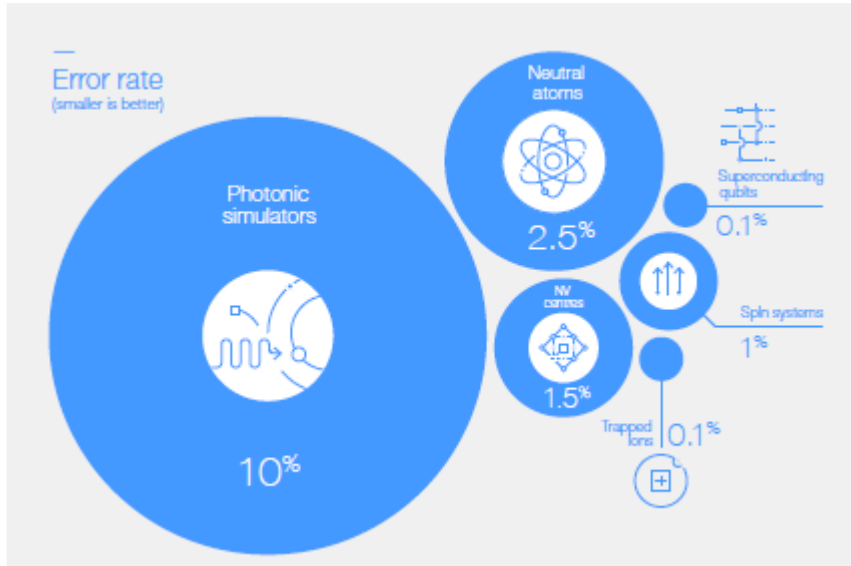 Error rate
(smaller is better)
Photonic
simulators
10%
Neutral
atoms
2.5%
Superconducting
qubits
0.1%
NV
centres
1.5%
Spin systems
1%
Trapped
Ions
0.1%